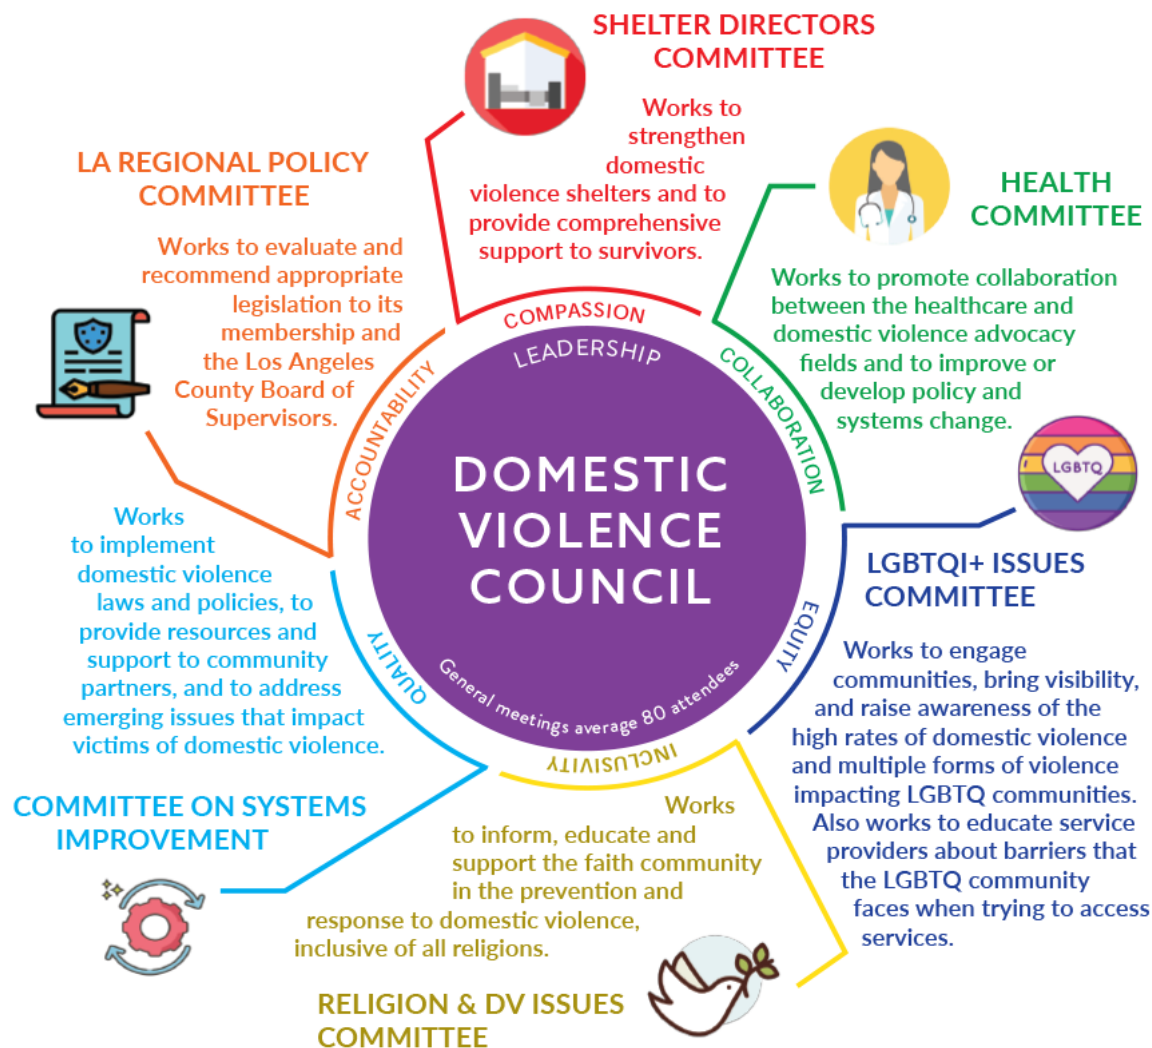 SHELTER DIRECTORS
COMMITTEE
Works to
strengthen
domestic
violence shelters and to
provide comprehensive
support to survivors.
HEALTH
COMMITTEE
Works to promote collaboration
between the healthcare and
domestic violence advocacy
fields and to improve or
develop policy and
systems change.
LGBTQ
LGBTQI+ ISSUES
COMMITTEE
Works to engage
communities, bring visibility,
and raise awareness of the
high rates of domestic violence
and multiple forms of violence
impacting LGBTQ communities.
Also works to educate service
providers about barriers that
the LGBTQ community
faces when trying to access
services.
Works
to inform, educate and
support the faith community
in the prevention and
response to domestic violence,
inclusive of all religions.
RELIGION & DV ISSUES
COMMITTEE
Works
to implement
domestic violence
laws and policies, to
provide resources and
support to community
partners, and to address
emerging issues that impact
victims of domestic violence.
COMMITTEE ON SYSTEMS
IMPROVEMENT
LA REGIONAL POLICY
COMMITTEE
Works to evaluate and
recommend appropriate
legislation to its
membership and
the Los Angeles
County Board of
Supervisors.
COMPASSION
COLLABORATION
EQUITY
INCLUSIVITY
QUALITY
ACCOUNTABILITY
LEADERSHIP
DOMESTIC
VIOLENCE
COUNCIL
General meetings average 80 attendees